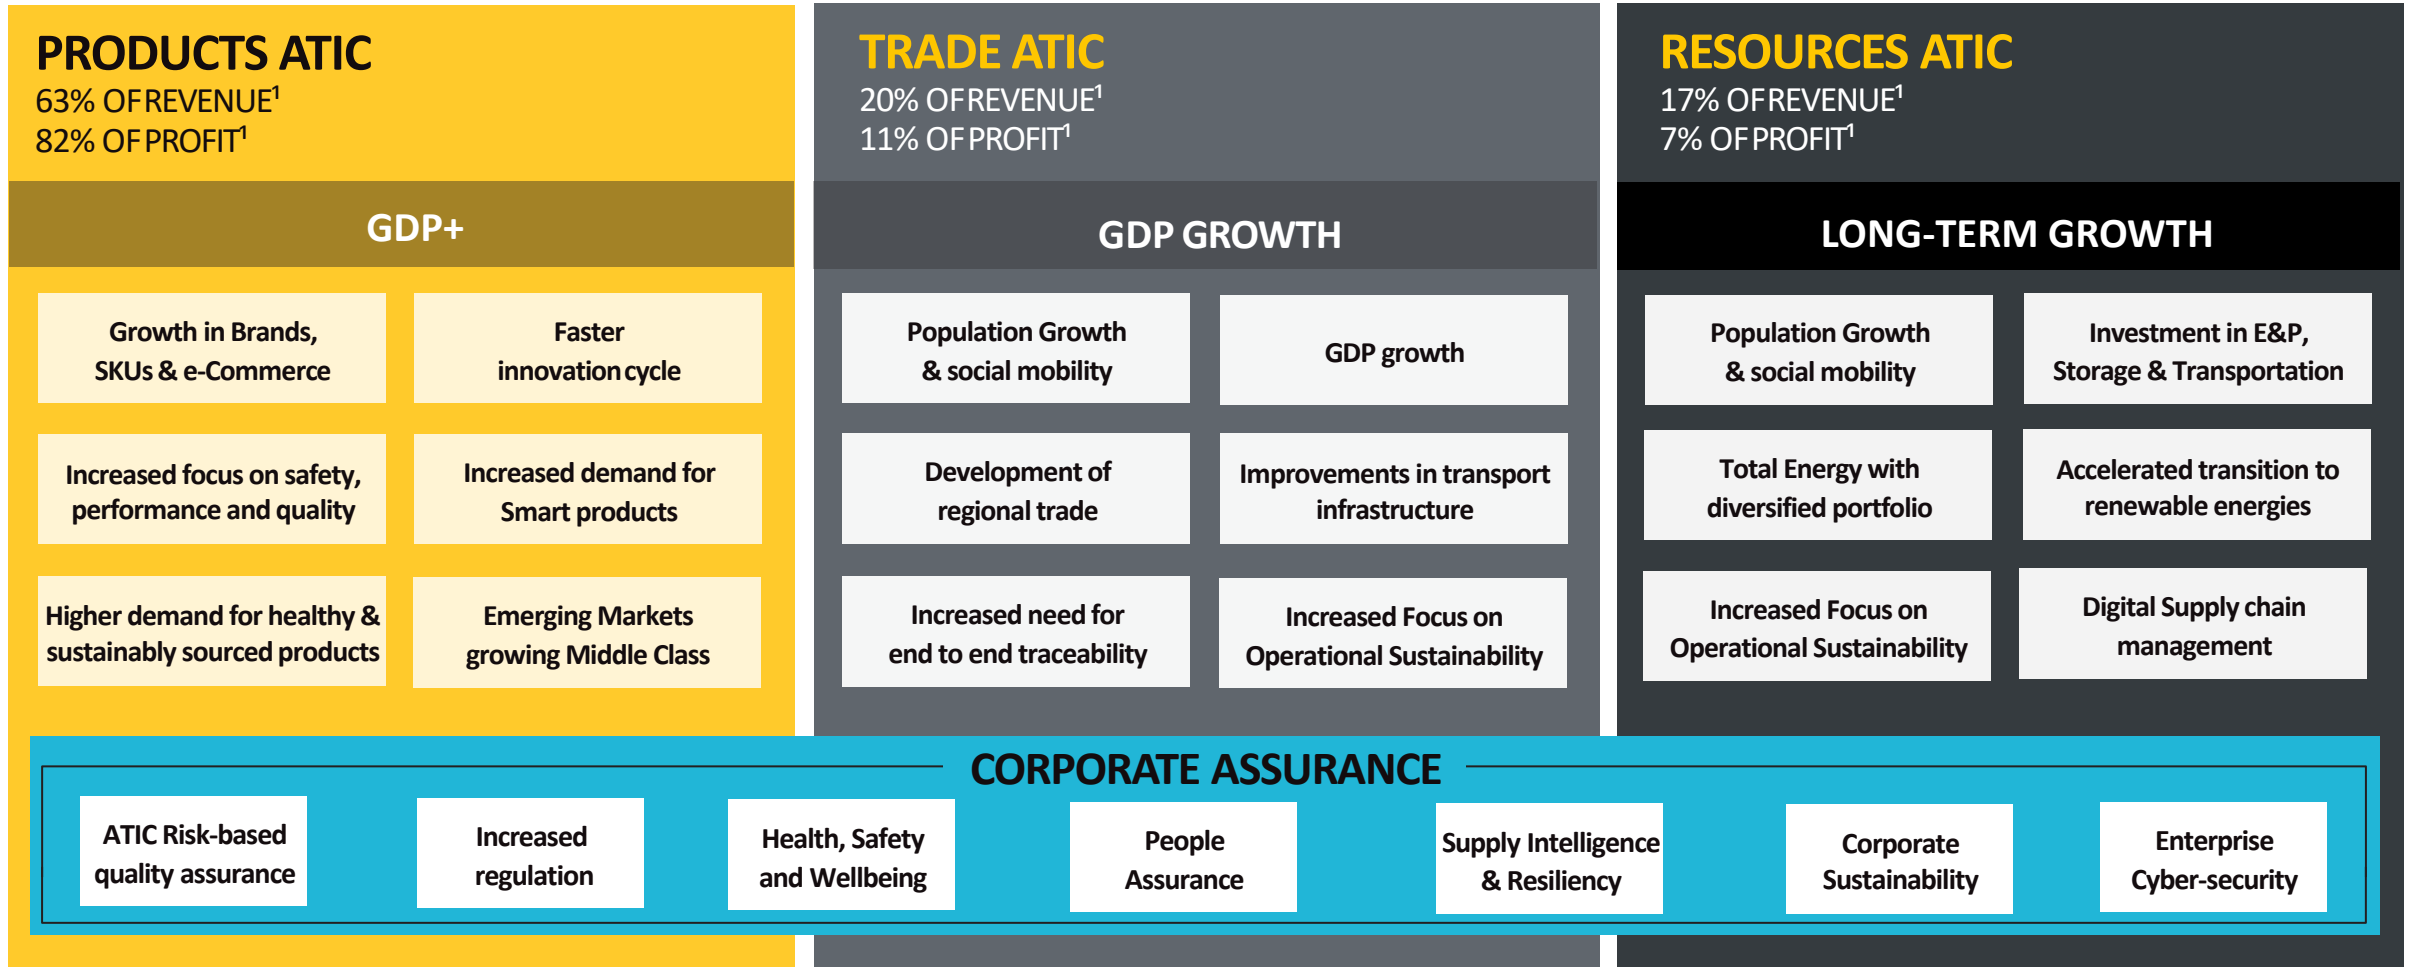 PRODUCTS ATIC
63% OF REVENUE¹
82% OF PROFIT¹
GDP+
Growth in Brands,
SKUs & e-Commerce
Faster
innovation cycle
Increased focus on safety,
performance and quality
Increased demand for
Smart products
Higher demand for healthy &
sustainably sourced products
Emerging Markets
growing Middle Class
TRADE ATIC
20% OF REVENUE¹
11% OF PROFIT¹
GDP GROWTH
Population Growth
& social mobility
GDP growth
Development of
regional trade
Improvements in transport
infrastructure
Increased need for
end to end traceability
Increased Focus on
Operational Sustainability
RESOURCES ATIC
17% OF REVENUE¹
7% OF PROFIT¹
LONG-TERM GROWTH
Population Growth
& social mobility
Investment in E&P,
Storage & Transportation
Total Energy with
diversified portfolio
Accelerated transition to
renewable energies
Increased Focus on
Operational Sustainability
Digital Supply chain
management
CORPORATE ASSURANCE
ATIC Risk-based
quality assurance
Increased
regulation
Health, Safety
and Wellbeing
People
Assurance
Supply Intelligence
& Resiliency
Corporate
Sustainability
Enterprise
Cyber-security